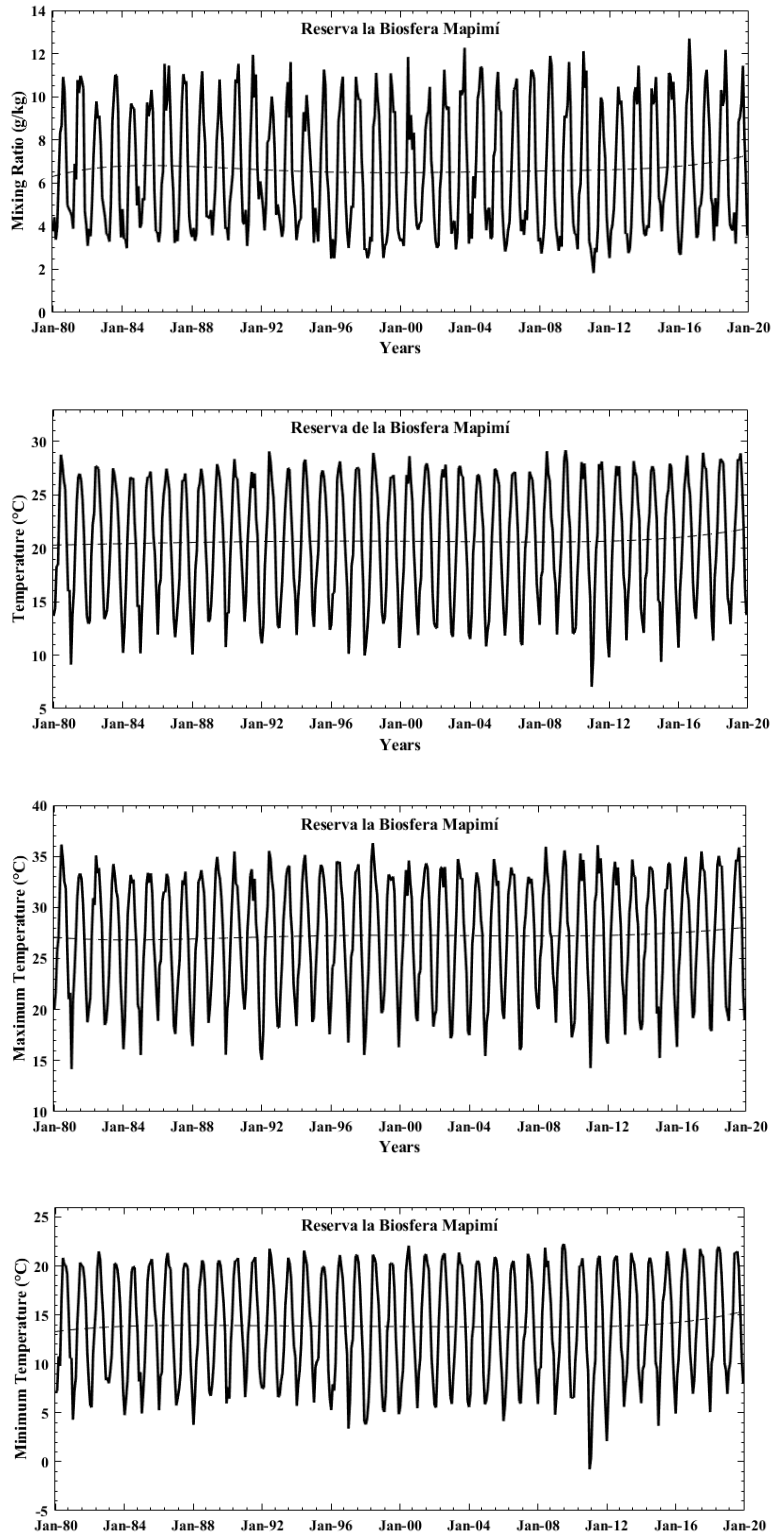 Reserva la Biosfera Mapimí
Mixing Ratio (g/kg)
14
12
10
8
6
4
2
0
Jan-80 Jan-84 Jan-88 Jan-92 Jan-96 Jan-00 Jan-04 Jan-08 Jan-12 Jan-16 Jan-20
Years
Reserva de la Biosfera Mapimí
Temperature (°C)
30
25
20
15
10
5
Jan-80 Jan-84 Jan-88 Jan-92 Jan-96 Jan-00 Jan-04 Jan-08 Jan-12 Jan-16 Jan-20
Years
Reserva la Biosfera Mapimí
Maximum Temperature (°C)
40
35
30
25
20
15
10
Jan-80 Jan-84 Jan-88 Jan-92 Jan-96 Jan-00 Jan-04 Jan-08 Jan-12 Jan-16 Jan-20
Years
Reserva la Biosfera Mapimí
Minimum Temperature (°C)
25
20
15
10
5
0
-5
Jan-80 Jan-84 Jan-88 Jan-92 Jan-96 Jan-00 Jan-04 Jan-08 Jan-12 Jan-16 Jan-20